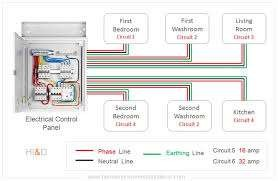 First
Bedroom
Circuit 1
First
Washroom
Circuit 2
Living
Room
Circuit 3
Electrical Control
Panel
Second
Bedroom
Circuit 4
Second
Washroom
Circuit 2
Kitchen
Circuit 4
Phase Line
Earthing Line
Circuit 5 16 amp
Neutral Line
Circuit 6 32 amp